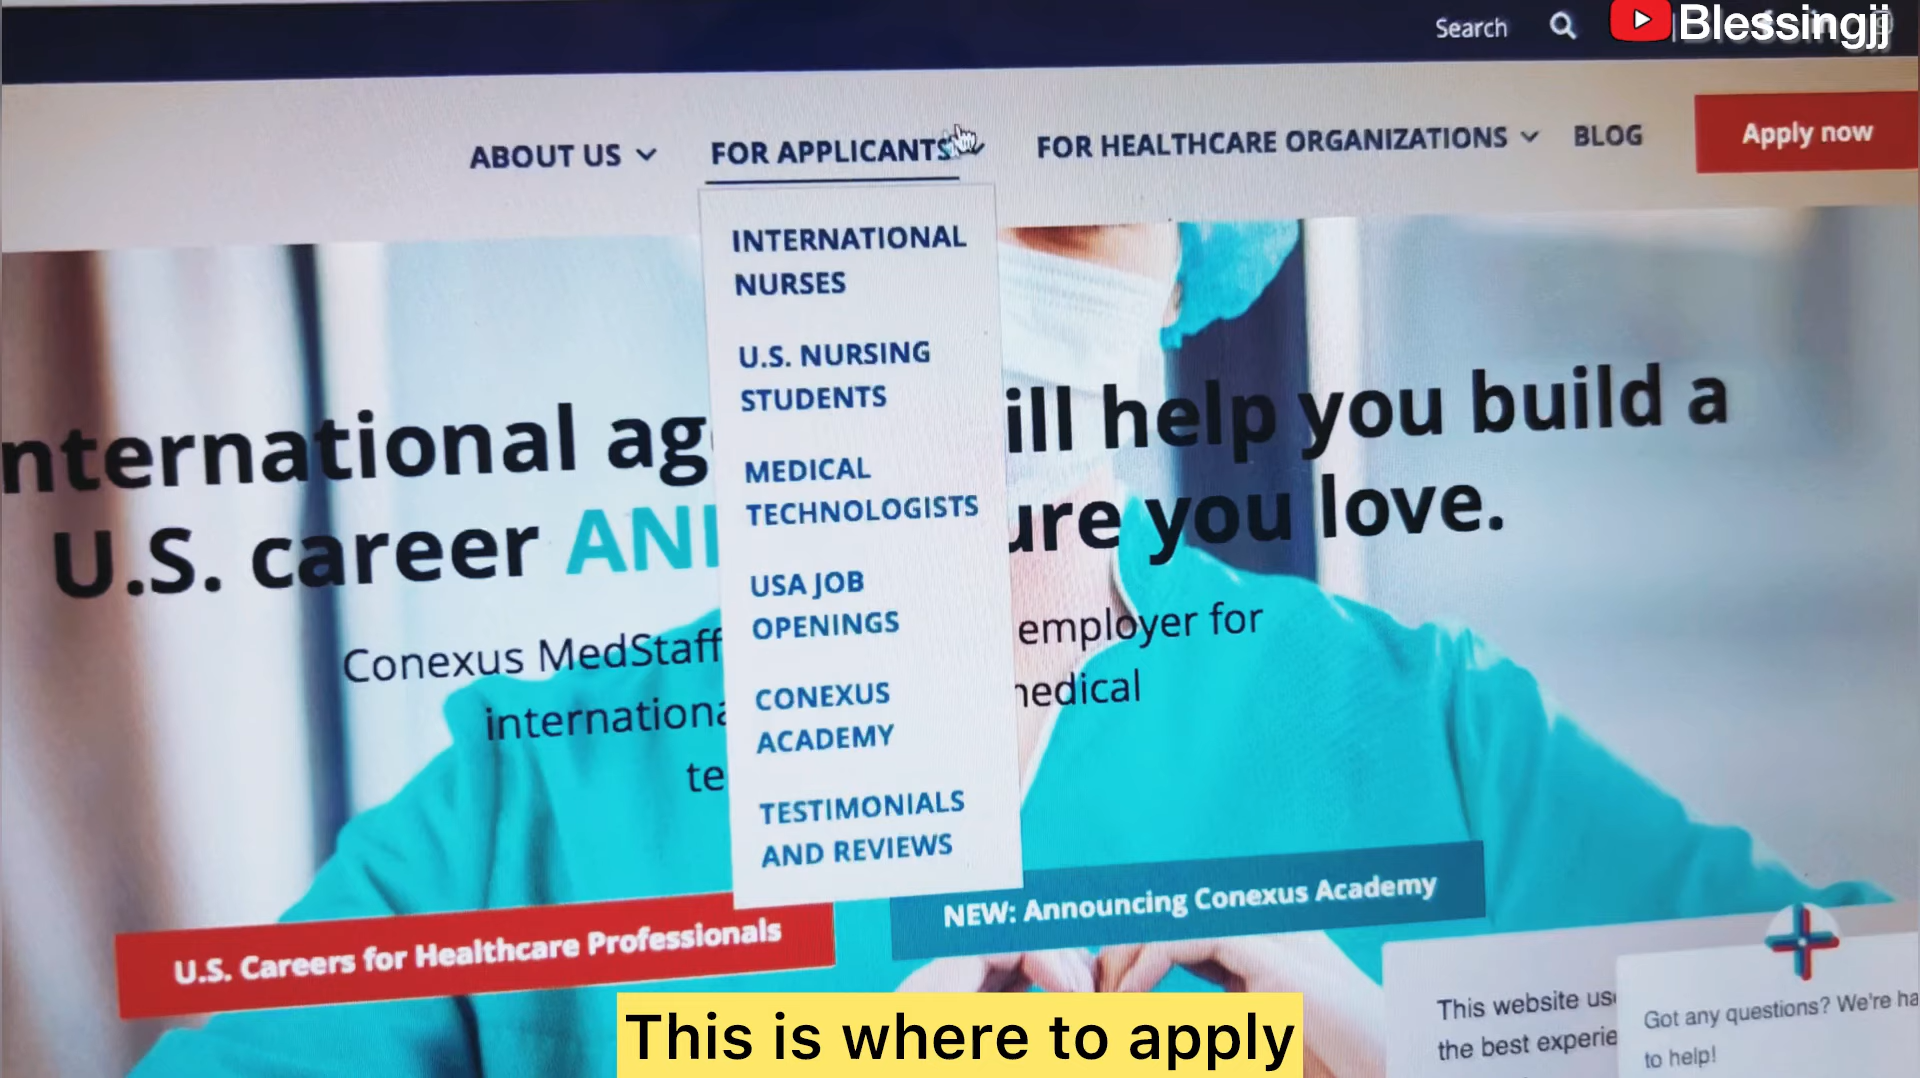 Search
Blessingjj
ABOUT US
FOR APPLICANTS
FOR HEALTHCARE ORGANIZATIONS
BLOG
Apply now
INTERNATIONAL
NURSES
U.S. NURSING
STUDENTS
MEDICAL
TECHNOLOGISTS
USA JOB
OPENINGS
CONEXUS
ACADEMY
TESTIMONIALS
AND REVIEWS
nternational ag ill help you build a
U.S. career AN ure you love.
Conexus MedStaff employer for
internationa medical
te
U.S. Careers for Healthcare Professionals
NEW: Announcing Conexus Academy
This website us
the best experie
Got any questions? We're ha
to help!
This is where to apply